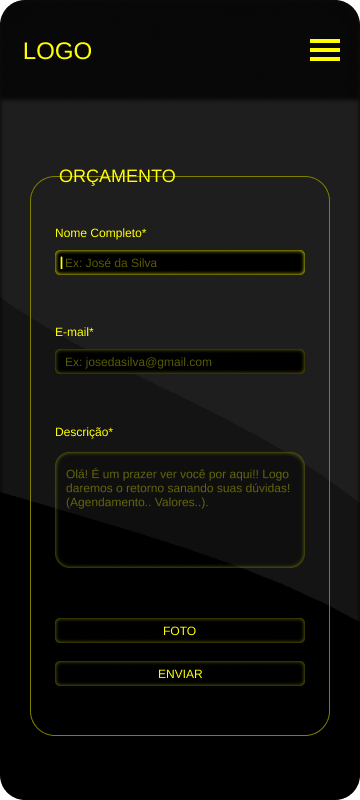 LOGO
ORÇAMENTO
Nome Completo*
Ex: José da Silva
E-mail*
Ex: josedasilva@gmail.com
Descrição*
Olá! É um prazer ver você por aqui!! Logo
daremos o retorno sanando suas dúvidas!
(Agendamento.. Valores..).
FOTO
ENVIAR